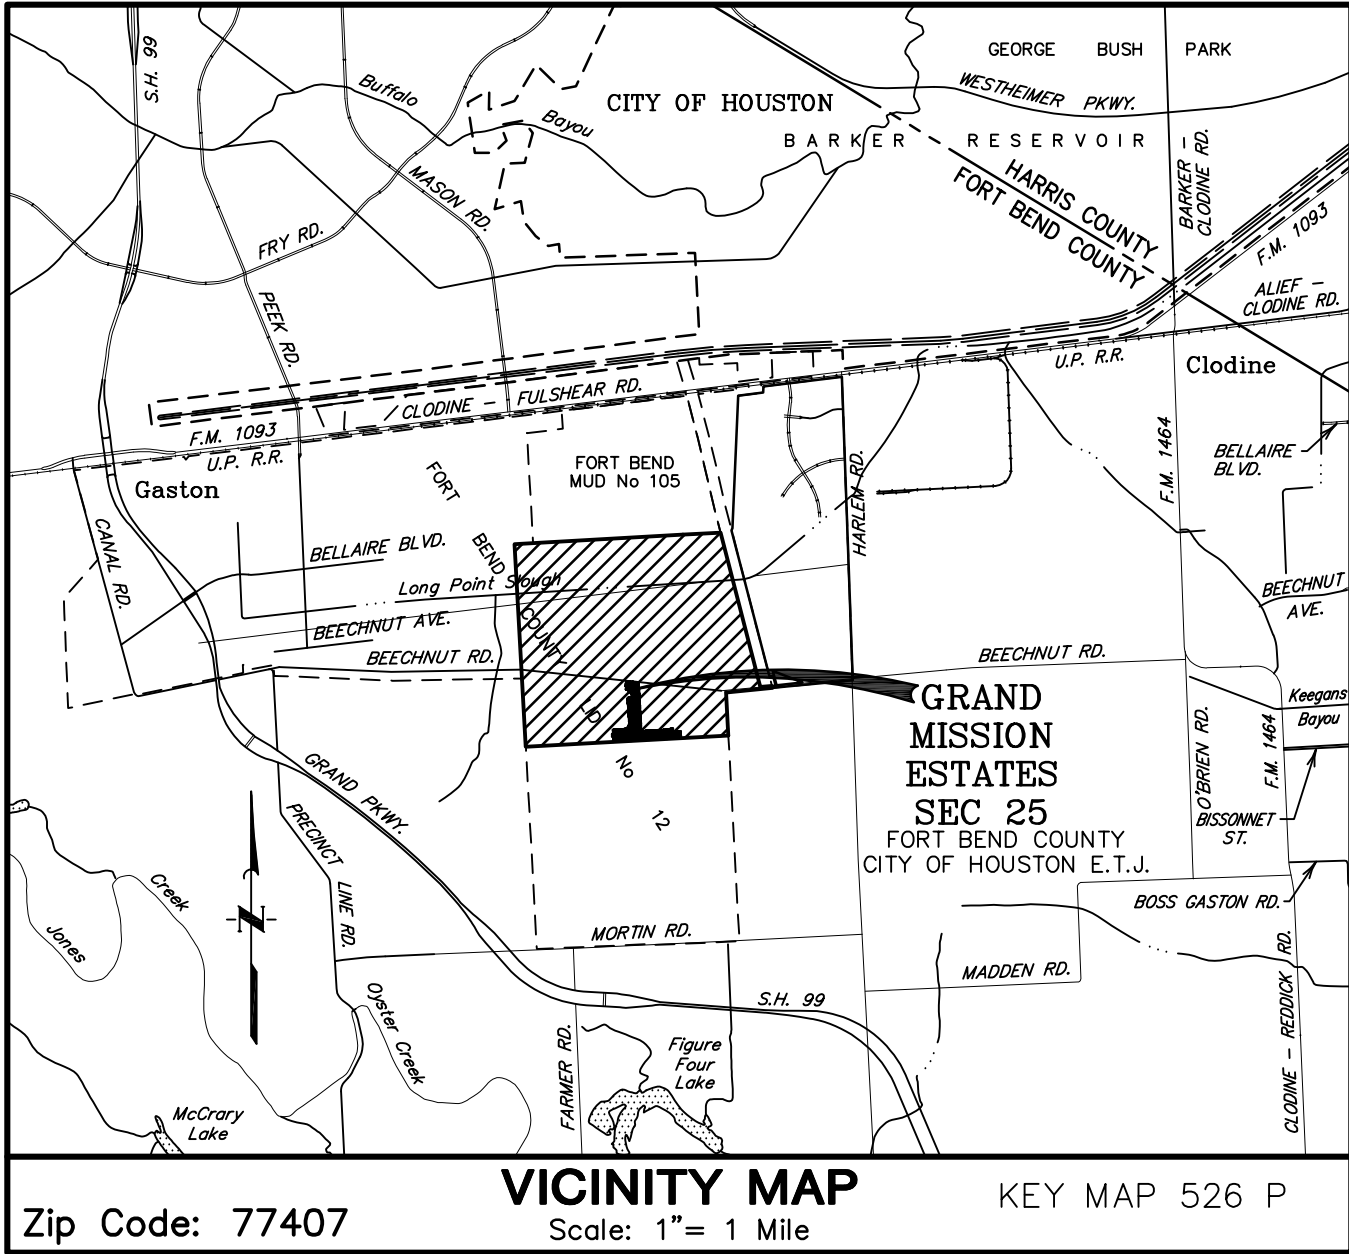 S.H. 99
GEORGE BUSH PARK
Buffalo
Bayou
CITY OF HOUSTON
WESTHEIMER PKWY.
BARKER RESERVOIR
BARKER -
CLODINE RD.
MASON RD.
HARRIS COUNTY
FORT BEND COUNTY
FRY RD.
F.M. 1093
PEEK RD.
ALIEF -
CLODINE RD.
U.P. R.R.
Clodine
CLODINE - FULSHEAR RD.
F.M. 1093
U.P. R.R.
Gaston
FORT BEND
MUD No 105
FORT
BEND
COUNTY
LID
No
12
HARLEM RD.
F.M. 1464
BELLAIRE
BLVD.
CANAL RD.
BELLAIRE BLVD.
Long Point Slough
BEECHNUT
AVE.
BEECHNUT AVE.
BEECHNUT RD.
BEECHNUT RD.
GRAND
MISSION
ESTATES
SEC 25
FORT BEND COUNTY
CITY OF HOUSTON E.T.J.
Keegans
Bayou
O'BRIEN RD.
F.M. 1464
BISSONNET
ST.
GRAND PKWY.
PRECINCT
LINE RD.
Creek
Jones
N
MORTIN RD.
BOSS GASTON RD.
MADDEN RD.
S.H. 99
Oyster Creek
FARMER RD.
Figure
Four
Lake
CLODINE - REDDICK RD.
McCrary
Lake
VICINITY MAP
Scale: 1"= 1 Mile
Zip Code: 77407
KEY MAP 526 P